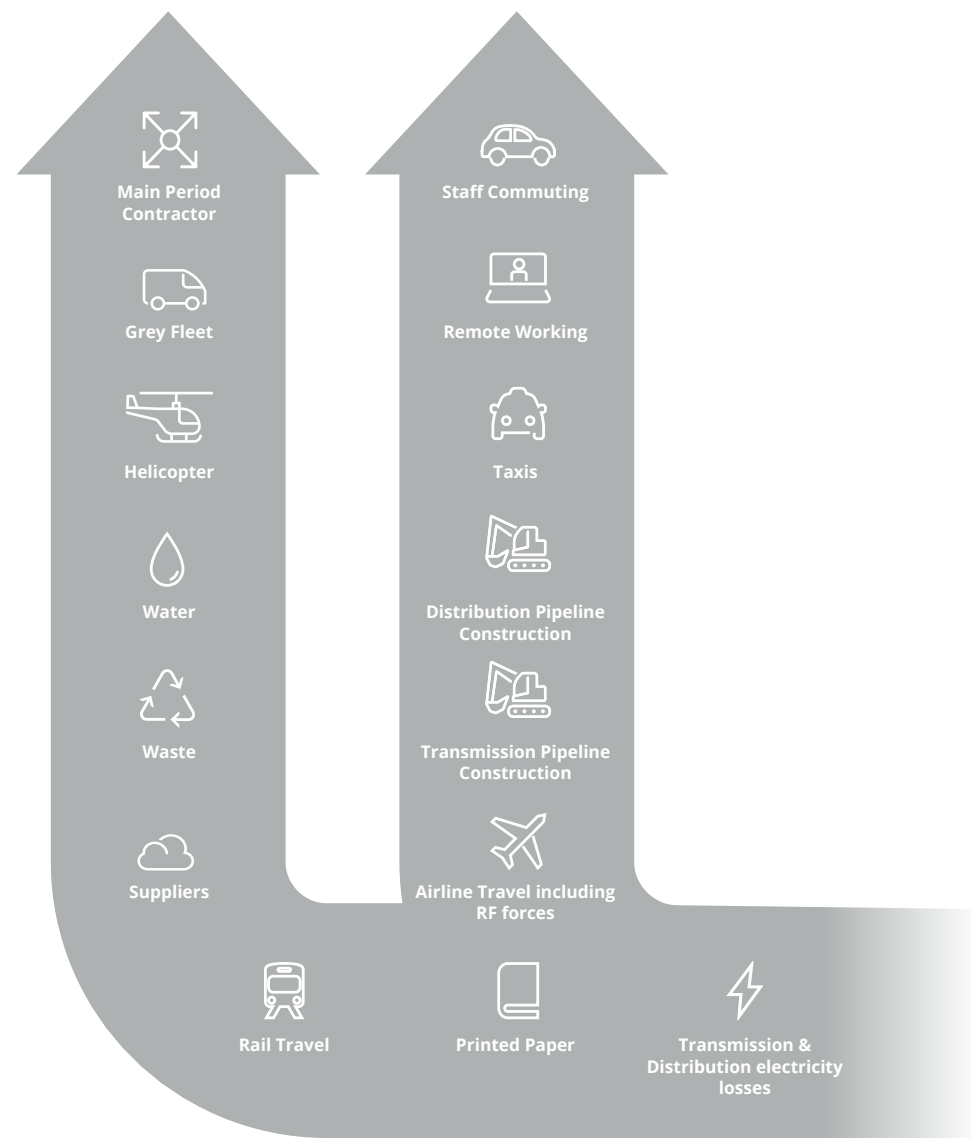 Main Period
Contractor
Grey Fleet
Helicopter
Water
Waste
Suppliers
Staff Commuting
Remote Working
Taxis
Distribution Pipeline
Construction
Transmission Pipeline
Construction
Airline Travel including
RF forces
Rail Travel
Printed Paper
Transmission &
Distribution electricity
losses